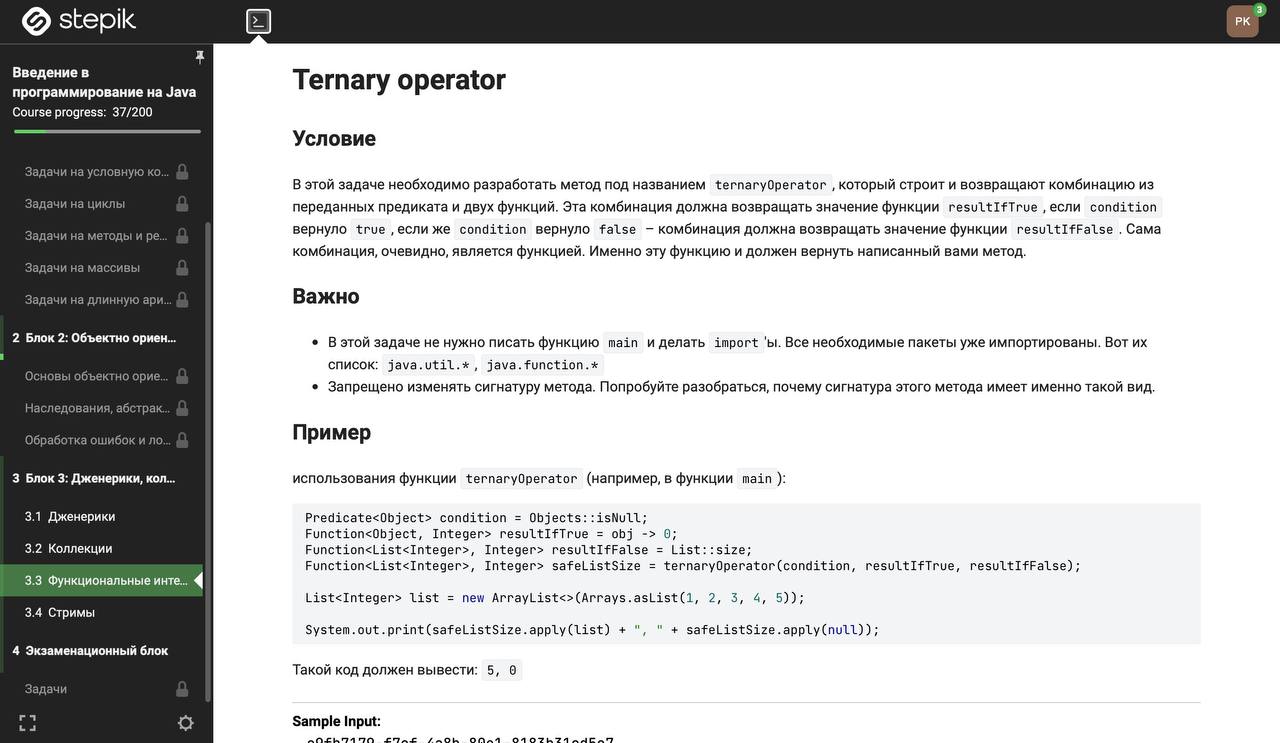 stepik
PK
3
Введение в
программирование на Java
Course progress: 37/200
Задачи на условную ко...
Задачи на циклы
Задачи на методы и ре...
Задачи на массивы
Задачи на длинную ари...
2 Блок 2: Объектно ориен...
Основы объектно орие...
Наследования, абстрак...
Обработка ошибок и ло...
3 Блок 3: Дженерики, кол...
3.1 Дженерики
3.2 Коллекции
3.3 Функциональные инте...
3.4 Стримы
4 Экзаменационный блок
Задачи
Ternary operator
Условие
В этой задаче необходимо разработать метод под названием ternaryOperator, который строит и возвращают комбинацию из
переданных предиката и двух функций. Эта комбинация должна возвращать значение функции resultIfTrue, если condition
вернуло true, если же condition вернуло false – комбинация должна возвращать значение функции resultIfFalse. Сама
комбинация, очевидно, является функцией. Именно эту функцию и должен вернуть написанный вами метод.
Важно
• В этой задаче не нужно писать функцию main и делать import'ы. Все необходимые пакеты уже импортированы. Вот их
список: java.util.*, java.function.*
• Запрещено изменять сигнатуру метода. Попробуйте разобраться, почему сигнатура этого метода имеет именно такой вид.
Пример
использования функции ternaryOperator (например, в функции main):
Predicate<Object> condition = Objects::isNull;
Function<Object, Integer> resultIfTrue = obj -> 0;
Function<List<Integer>, Integer> resultIfFalse = List::size;
Function<List<Integer>, Integer> safeListSize = ternaryOperator(condition, resultIfTrue, resultIfFalse);
List<Integer> list = new ArrayList<>(Arrays.asList(1, 2, 3, 4, 5));
System.out.print(safeListSize.apply(list) + ", " + safeListSize.apply(null));
Такой код должен вывести: 5, 0
Sample Input: